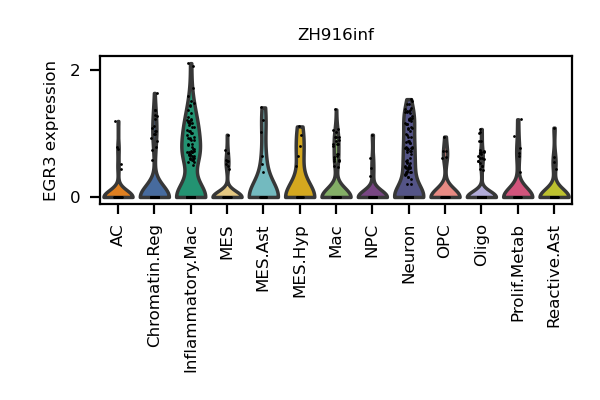 ZH916inf
EGR3 expression
2
0
AC
Chromatin.Reg
Inflammatory.Mac
MES
MES.Ast
MES.Hyp
Mac
NPC
Neuron
OPC
Oligo
Prolif.Metab
Reactive.Ast